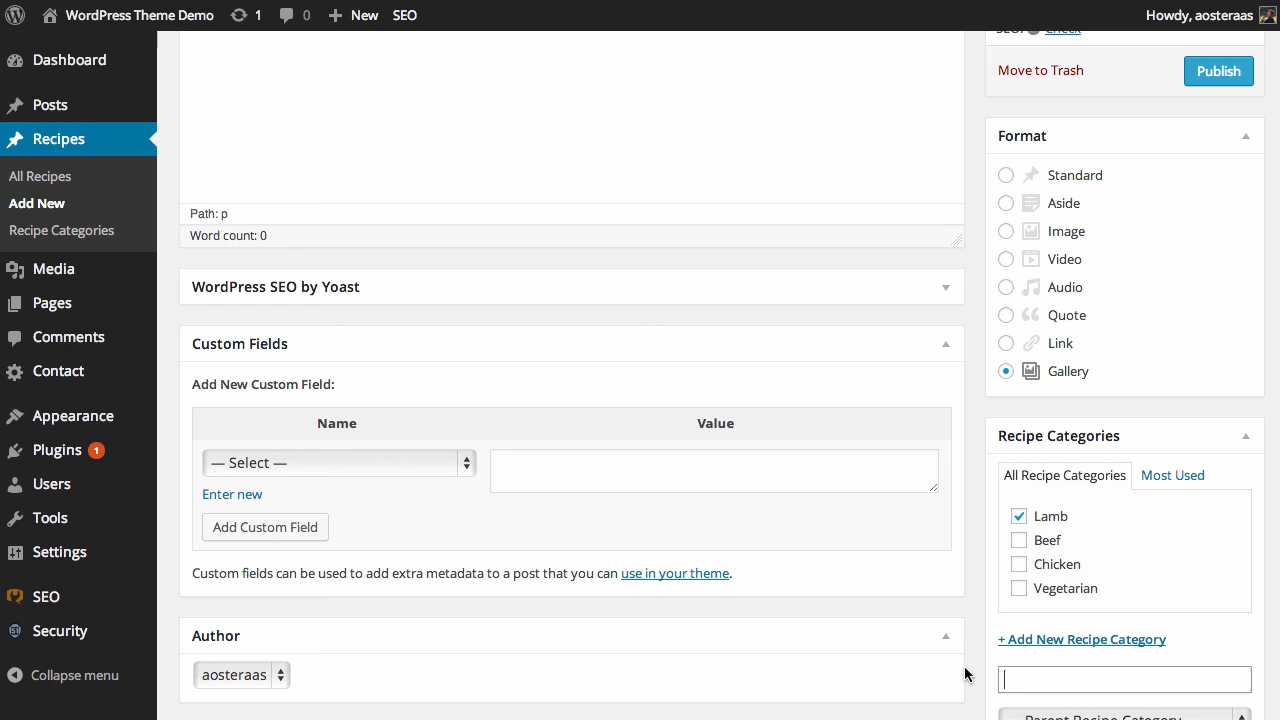 WordPress Theme Demo 1 0 New SEO Howdy, aosteraas
Dashboard
Posts
Recipes
All Recipes
Add New
Recipe Categories
Media
Pages
Comments
Contact
Appearance
Plugins 1
Users
Tools
Settings
SEO
Security
Collapse menu
Path: p
Word count: 0
WordPress SEO by Yoast
Custom Fields
Add New Custom Field:
Name Value
— Select —
Enter new
Add Custom Field
Custom fields can be used to add extra metadata to a post that you can use in your theme.
Author
aosteraas
SEO: Check
Move to Trash Publish
Format
Standard
Aside
Image
Video
Audio
Quote
Link
Gallery
Recipe Categories
All Recipe Categories Most Used
Lamb
Beef
Chicken
Vegetarian
+ Add New Recipe Category
Parent Recipe Category